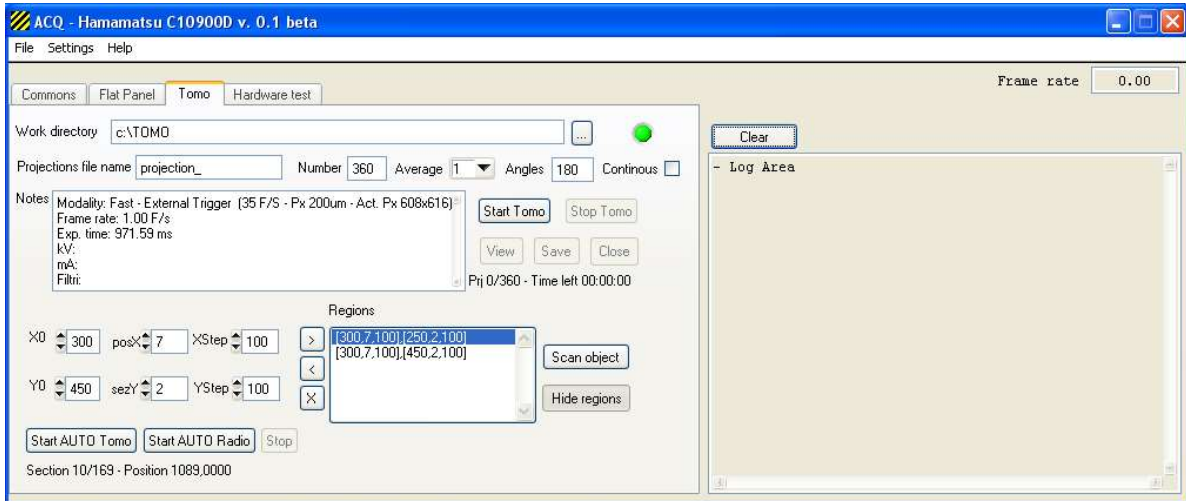 ACQ - Hamamatsu C10900D v. 0.1 beta
File Settings Help
Commons Flat Panel Tomo Hardware test
Frame rate 0.00
Work directory c:\TOMO ...
Clear
Projections file name projection_ Number 360 Average 1 Angles 180 Continous
- Log Area
Notes Modality: Fast - External Trigger (35 F/S - Px 200um - Act. Px 608x616)
Frame rate: 1.00 F/s
Exp. time: 971.59 ms
kV:
mA:
Filtri:
Start Tomo Stop Tomo
View Save Close
Prj 0/360 - Time left 00:00:00
Regions
X0 300 posX 7 XStep 100 >
[300,7,100],[250,2,100]
[300,7,100],[450,2,100]
Scan object
<
Y0 450 sezY 2 YStep 100 X
Hide regions
Start AUTO Tomo Start AUTO Radio Stop
Section 10/169 - Position 1089,0000